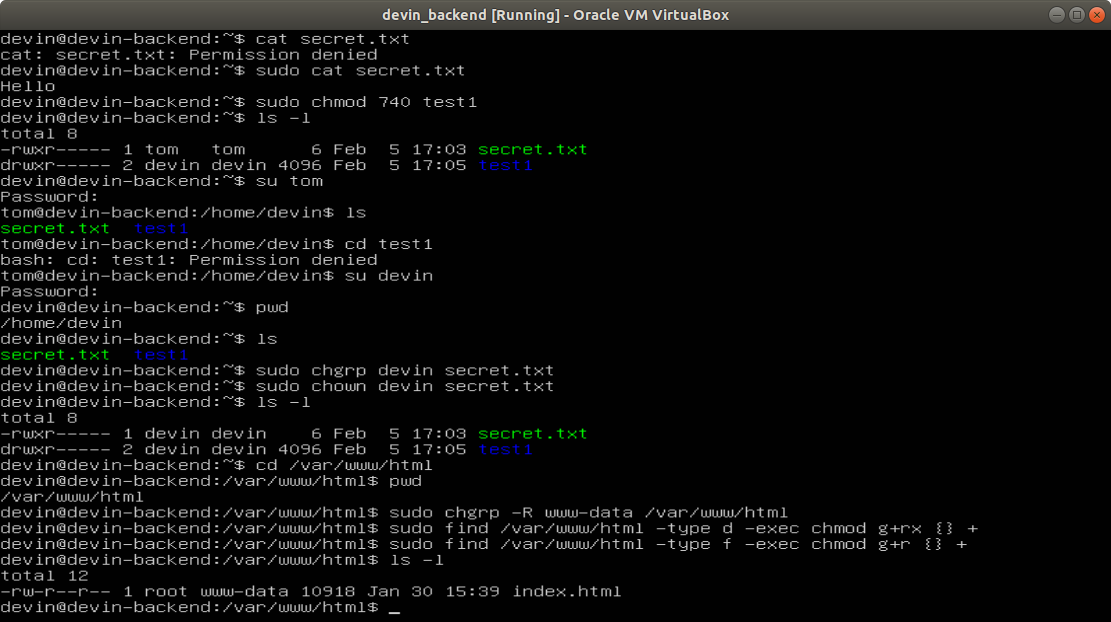 devin_backend [Running] - Oracle VM VirtualBox
devin@devin-backend:~$ cat secret.txt
cat: secret.txt: Permission denied
devin@devin-backend:~$ sudo cat secret.txt
Hello
devin@devin-backend:~$ sudo chmod 740 test1
devin@devin-backend:~$ ls -l
total 8
-rwxr----- 1 tom   tom      6 Feb  5 17:03 secret.txt
drwxr----- 2 devin devin 4096 Feb  5 17:05 test1
devin@devin-backend:~$ su tom
Password:
tom@devin-backend:/home/devin$ ls
secret.txt  test1
tom@devin-backend:/home/devin$ cd test1
bash: cd: test1: Permission denied
tom@devin-backend:/home/devin$ su devin
Password:
devin@devin-backend:~$ pwd
/home/devin
devin@devin-backend:~$ ls
secret.txt  test1
devin@devin-backend:~$ sudo chgrp devin secret.txt
devin@devin-backend:~$ sudo chown devin secret.txt
devin@devin-backend:~$ ls -l
total 8
-rwxr----- 1 devin devin    6 Feb  5 17:03 secret.txt
drwxr----- 2 devin devin 4096 Feb  5 17:05 test1
devin@devin-backend:~$ cd /var/www/html
devin@devin-backend:/var/www/html$ pwd
/var/www/html
devin@devin-backend:/var/www/html$ sudo chgrp -R www-data /var/www/html
devin@devin-backend:/var/www/html$ sudo find /var/www/html -type d -exec chmod g+rx {} +
devin@devin-backend:/var/www/html$ sudo find /var/www/html -type f -exec chmod g+r {} +
devin@devin-backend:/var/www/html$ ls -l
total 12
-rw-r--r-- 1 root www-data 10918 Jan 30 15:39 index.html
devin@devin-backend:/var/www/html$ _